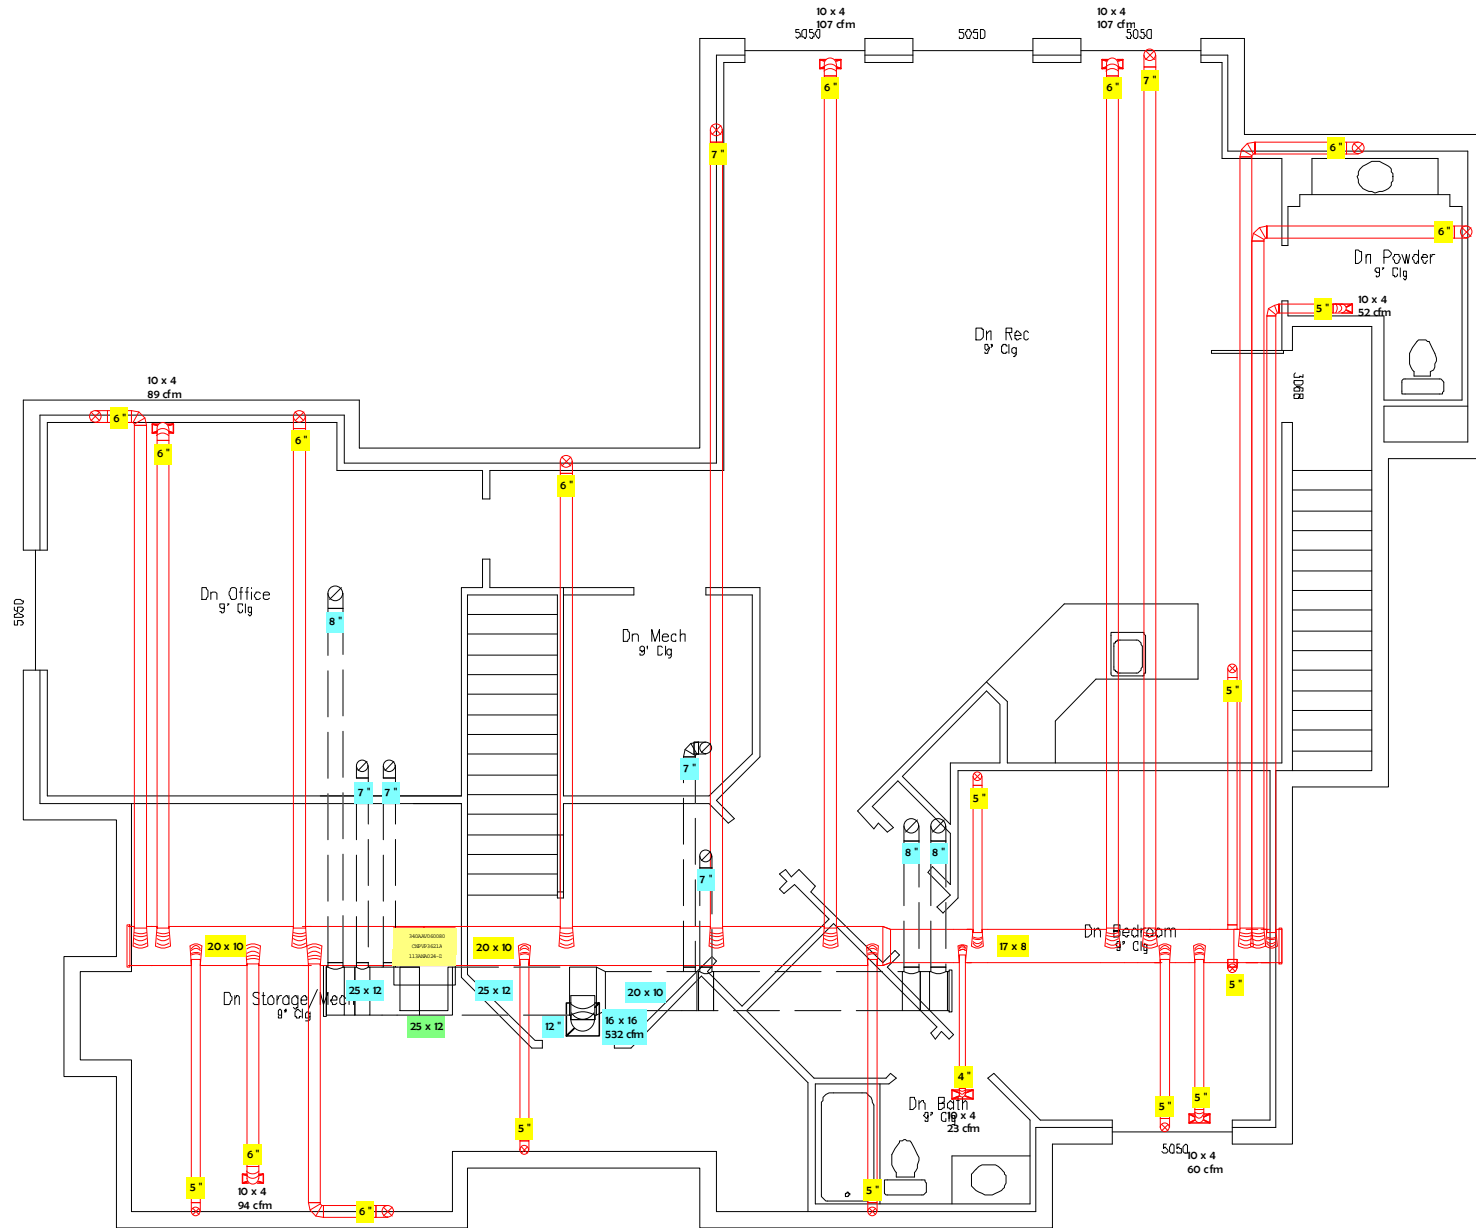 10 x 4
107 cfm
10 x 4
107 cfm
5050
5050
5050
6 "
6 "
7 "
7 "
6 "
6 "
Dn Powder
9' Clg
10 x 4
52 cfm
5 "
Dn Rec
9' Clg
3068
10 x 4
89 cfm
6 "
6 "
6 "
6 "
5050
Dn Office
9' Clg
8 "
Dn Mech
9' Clg
5 "
7 "
7 "
7 "
5 "
8 "
8 "
7 "
Dn Bedroom
9' Clg
20 x 10
20 x 10
17 x 8
5 "
25 x 12
25 x 12
20 x 10
Dn Storage/Mech
9' Clg
25 x 12
12 "
16 x 16
532 cfm
4 "
5 "
5 "
Dn Bath
9' Clg
10 x 4
23 cfm
5 "
5050
10 x 4
60 cfm
6 "
5 "
5 "
10 x 4
94 cfm
6 "